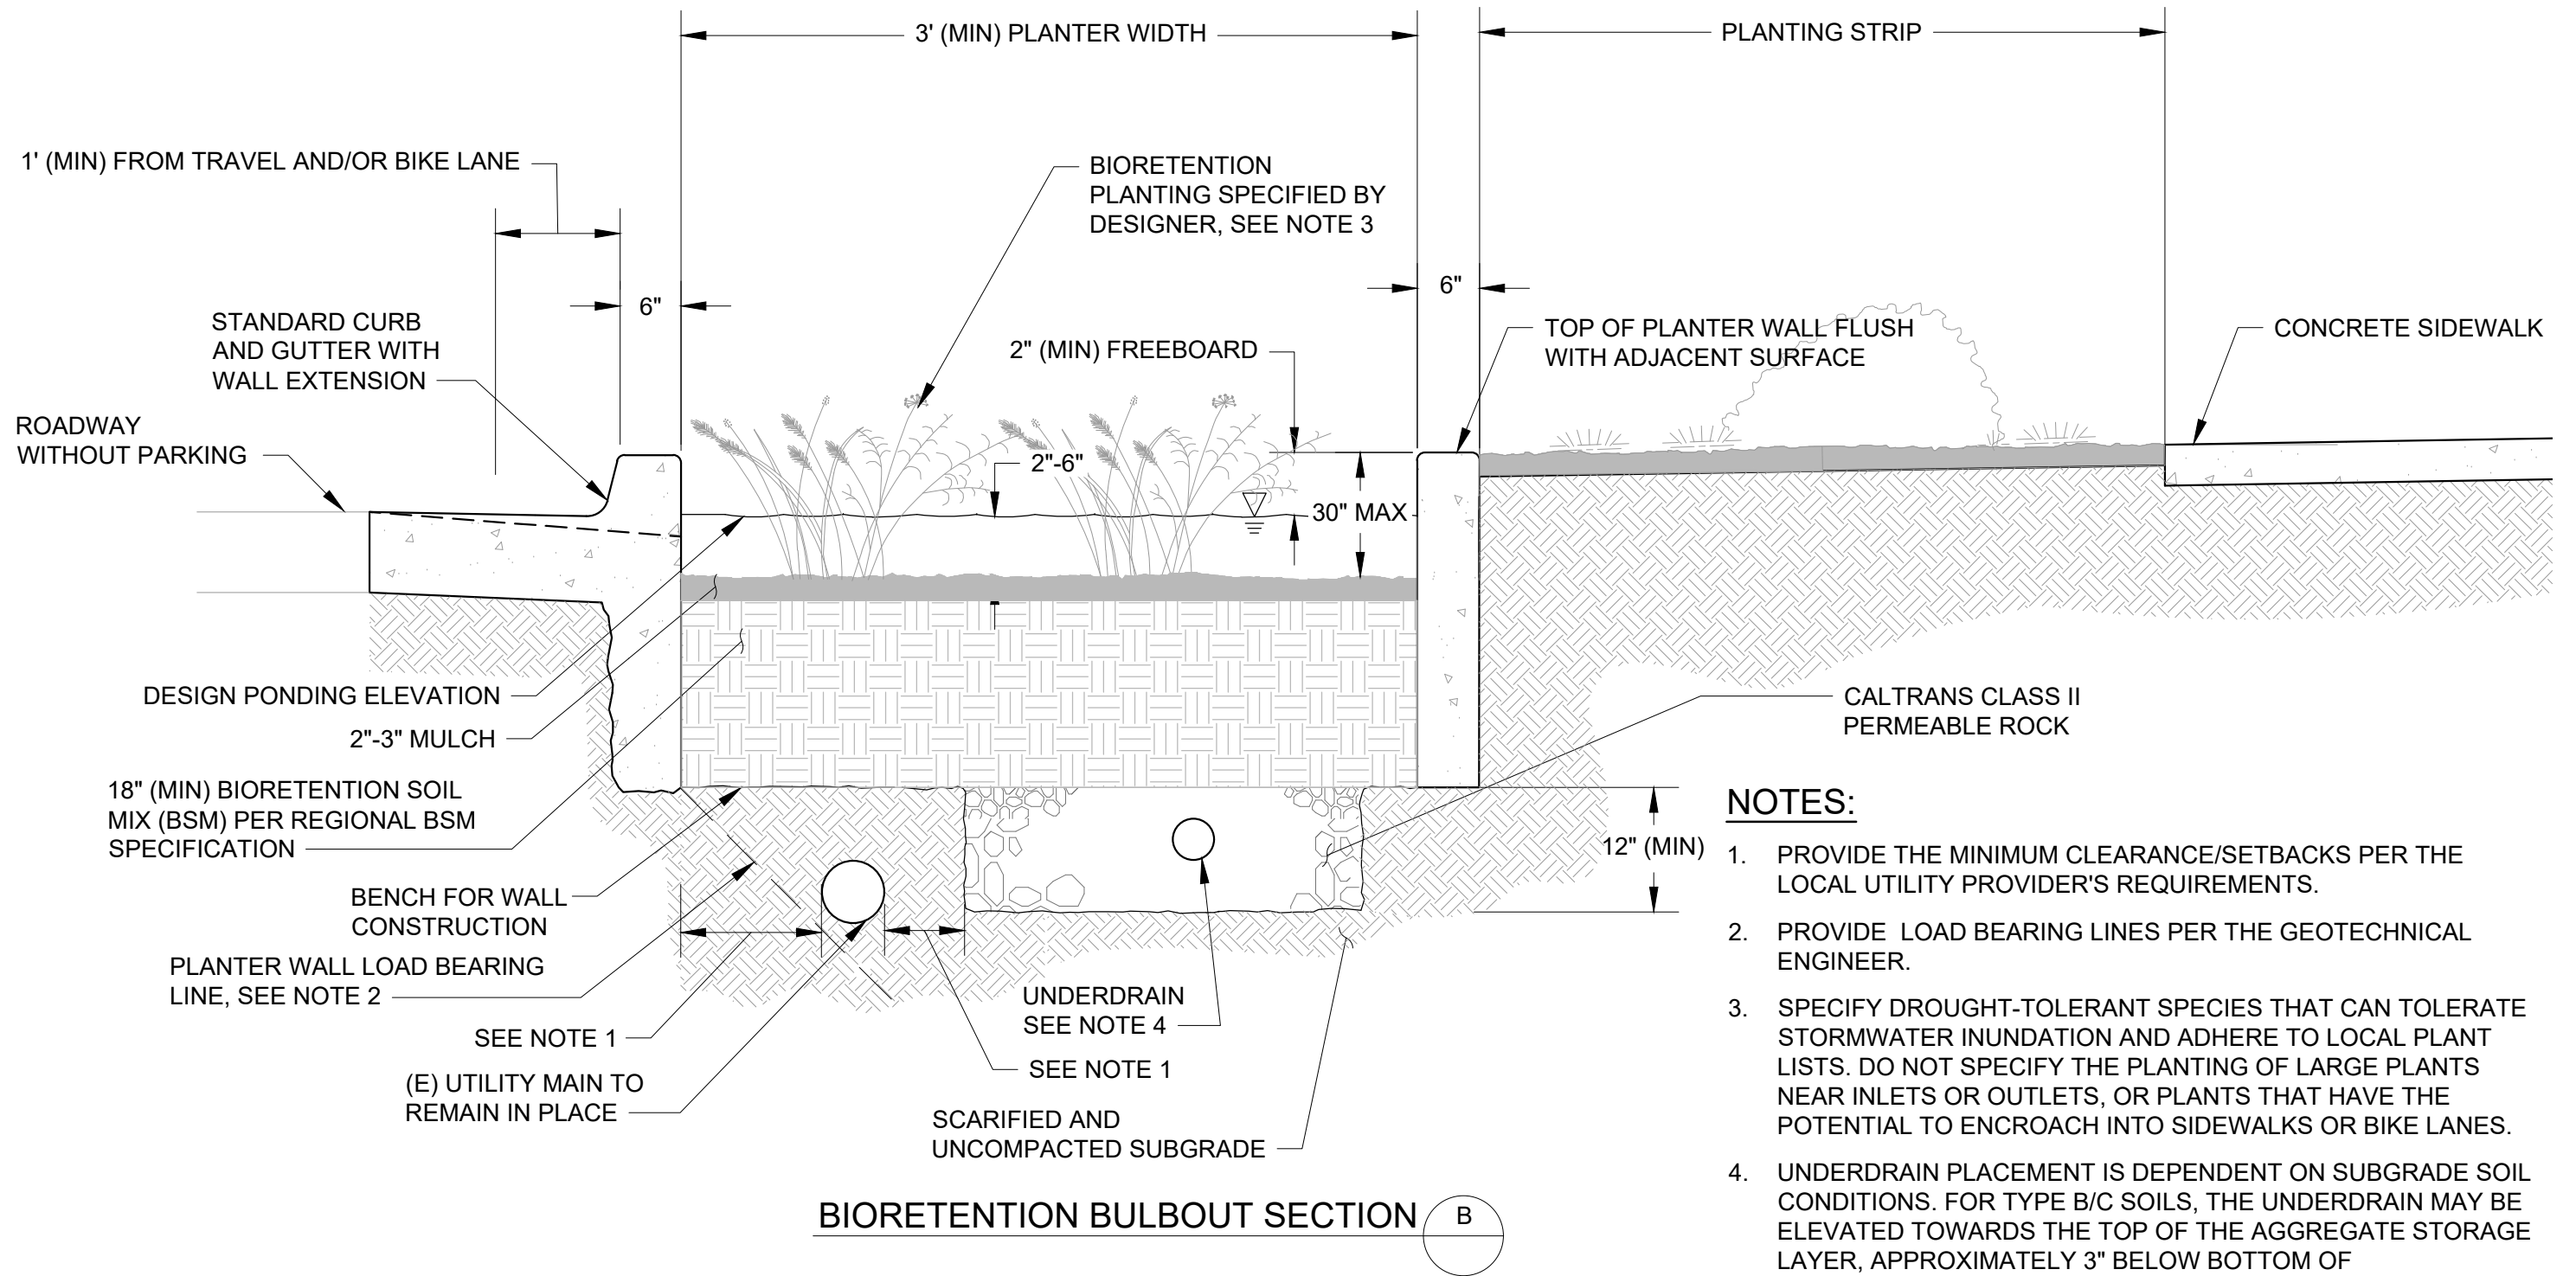 3' (MIN) PLANTER WIDTH
PLANTING STRIP
1' (MIN) FROM TRAVEL AND/OR BIKE LANE
BIORETENTION
PLANTING SPECIFIED BY
DESIGNER, SEE NOTE 3
6"
6"
STANDARD CURB
AND GUTTER WITH
WALL EXTENSION
2" (MIN) FREEBOARD
TOP OF PLANTER WALL FLUSH
WITH ADJACENT SURFACE
CONCRETE SIDEWALK
ROADWAY
WITHOUT PARKING
2"-6"
30" MAX
DESIGN PONDING ELEVATION
2"-3" MULCH
18" (MIN) BIORETENTION SOIL
MIX (BSM) PER REGIONAL BSM
SPECIFICATION
BENCH FOR WALL
CONSTRUCTION
PLANTER WALL LOAD BEARING
LINE, SEE NOTE 2
SEE NOTE 1
(E) UTILITY MAIN TO
REMAIN IN PLACE
UNDERDRAIN
SEE NOTE 4
SEE NOTE 1
SCARIFIED AND
UNCOMPACTED SUBGRADE
CALTRANS CLASS II
PERMEABLE ROCK
12" (MIN)
NOTES:
1. PROVIDE THE MINIMUM CLEARANCE/SETBACKS PER THE
LOCAL UTILITY PROVIDER'S REQUIREMENTS.
2. PROVIDE LOAD BEARING LINES PER THE GEOTECHNICAL
ENGINEER.
3. SPECIFY DROUGHT-TOLERANT SPECIES THAT CAN TOLERATE
STORMWATER INUNDATION AND ADHERE TO LOCAL PLANT
LISTS. DO NOT SPECIFY THE PLANTING OF LARGE PLANTS
NEAR INLETS OR OUTLETS, OR PLANTS THAT HAVE THE
POTENTIAL TO ENCROACH INTO SIDEWALKS OR BIKE LANES.
4. UNDERDRAIN PLACEMENT IS DEPENDENT ON SUBGRADE SOIL
CONDITIONS. FOR TYPE B/C SOILS, THE UNDERDRAIN MAY BE
ELEVATED TOWARDS THE TOP OF THE AGGREGATE STORAGE
LAYER, APPROXIMATELY 3" BELOW BOTTOM OF
BIORETENTION BULBOUT SECTION
B